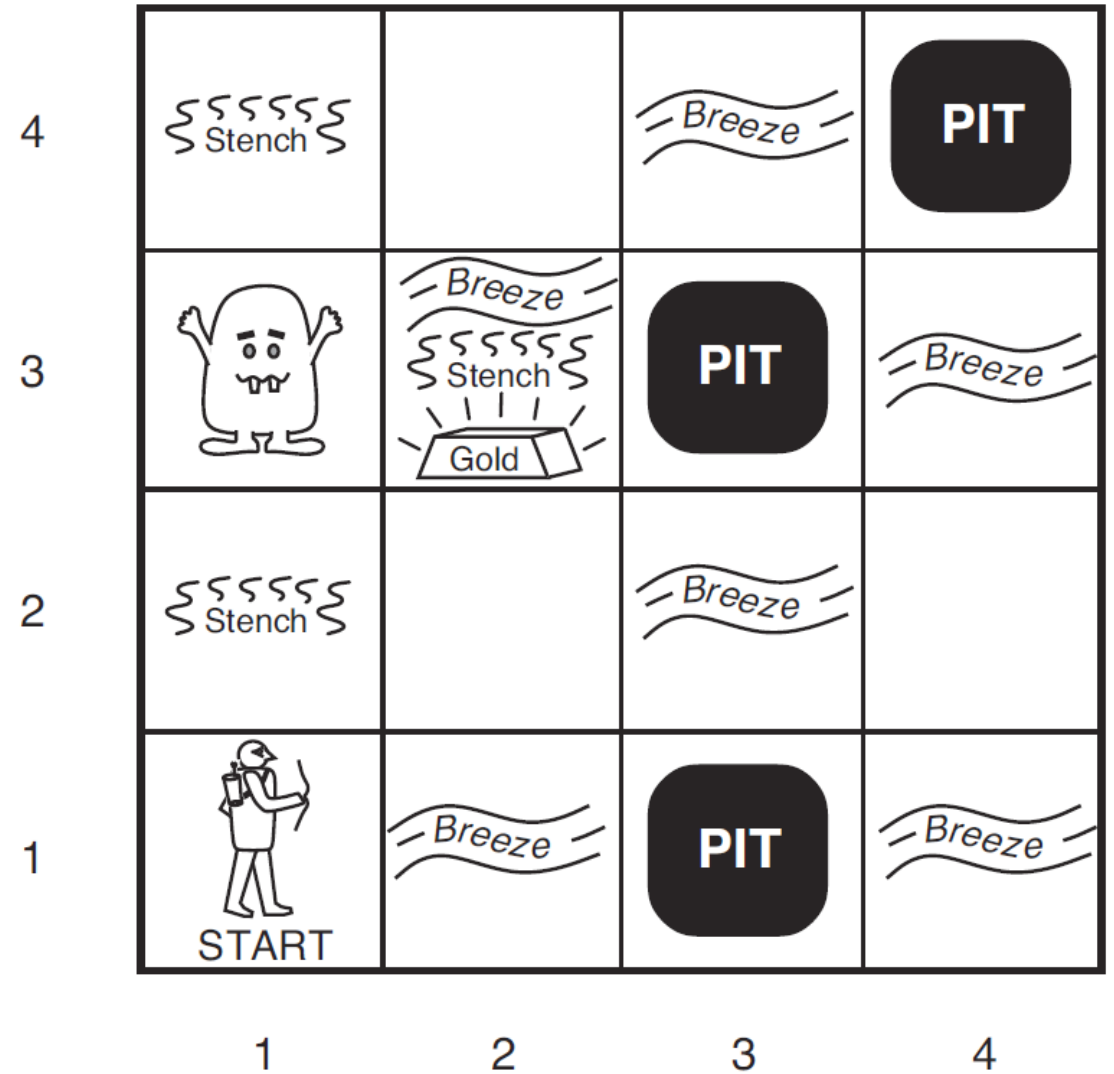 4
Stench
Breeze
PIT
3
Breeze
Stench
Gold
PIT
Breeze
2
Stench
Breeze
1
START
Breeze
PIT
Breeze
1 2 3 4